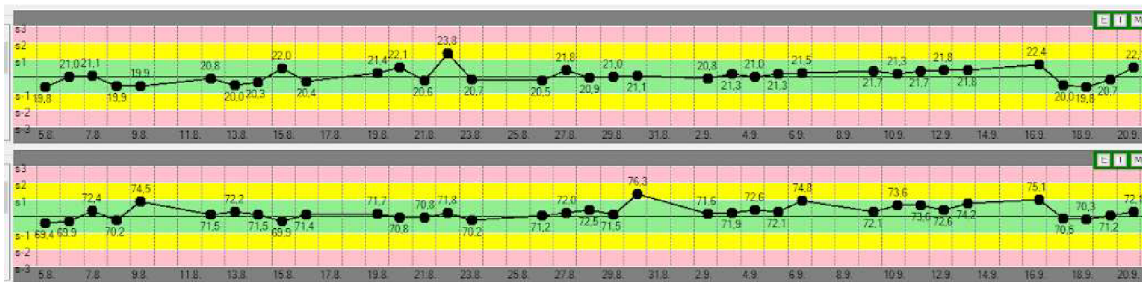 E I M
s3
s2
s1
s-1
s-2
s-3
19,8 21,0 21,1 19,9 19,9 20,8 20,0 20,3 22,0 20,4 21,4 22,1 20,6 23,8 20,7 20,5 21,8 20,9 21,0 21,1 20,8 21,3 21,0 21,3 21,5 21,7 21,3 21,7 21,8 21,8 22,4 20,0 19,8 20,7
5.8. 7.8. 9.8. 11.8. 13.8. 15.8. 17.8. 19.8. 21.8. 23.8. 25.8. 27.8. 29.8. 31.8. 2.9. 4.9. 6.9. 8.9. 10.9. 12.9. 14.9. 16.9. 18.9. 20.9.
E I M
s3
s2
s1
s-1
s-2
s-3
69,4 69,9 72,4 70,2 74,5 71,5 72,2 71,5 69,9 71,4 71,7 70,8 70,8 71,8 70,2 71,2 72,0 72,5 71,5 76,3 71,6 71,9 72,6 72,1 74,8 72,1 73,6 73,6 72,6 74,2 75,1 70,5 70,3 71,2
5.8. 7.8. 9.8. 11.8. 13.8. 15.8. 17.8. 19.8. 21.8. 23.8. 25.8. 27.8. 29.8. 31.8. 2.9. 4.9. 6.9. 8.9. 10.9. 12.9. 14.9. 16.9. 18.9. 20.9.